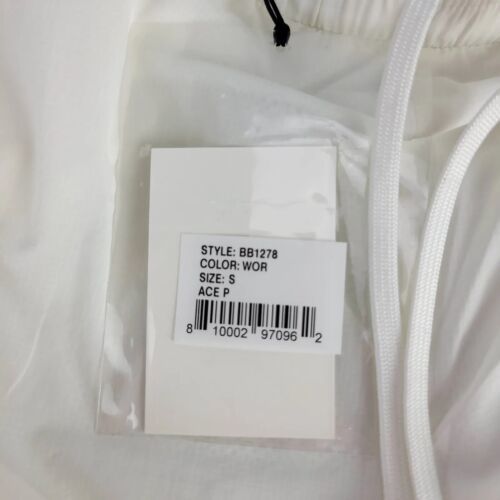 STYLE: BB1278
COLOR: WOR
SIZE: S
ACE P
8 10002 97096 2